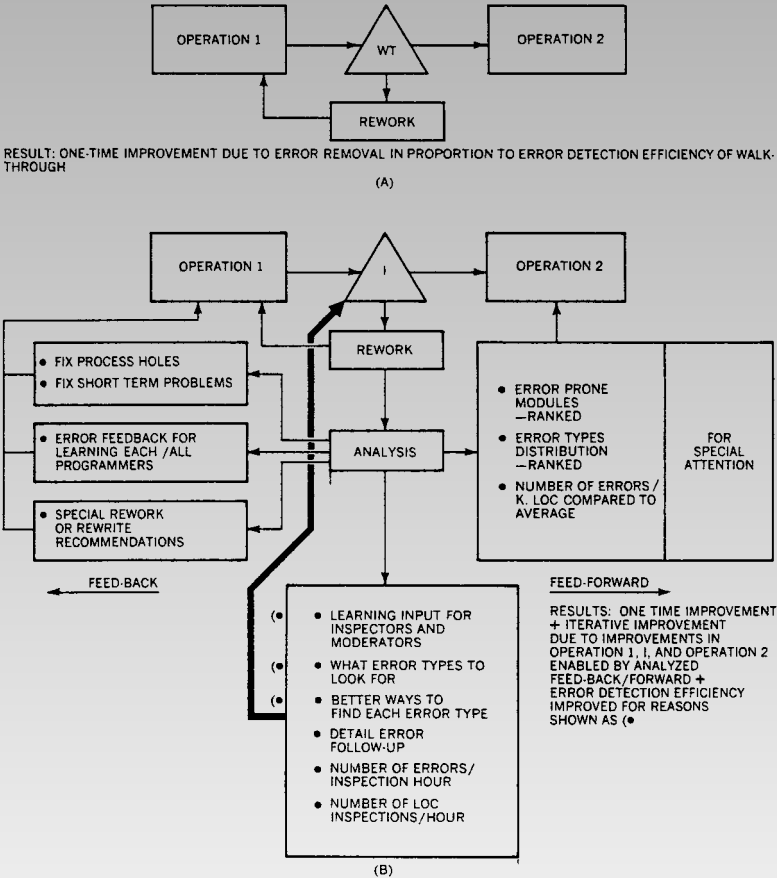 OPERATION 1
WT
OPERATION 2
REWORK
RESULT: ONE-TIME IMPROVEMENT DUE TO ERROR REMOVAL IN PROPORTION TO ERROR DETECTION EFFICIENCY OF WALK-
THROUGH
(A)
OPERATION 1
I
OPERATION 2
REWORK
• FIX PROCESS HOLES
• FIX SHORT TERM PROBLEMS
• ERROR FEEDBACK FOR
LEARNING EACH /ALL
PROGRAMMERS
• SPECIAL REWORK
OR REWRITE
RECOMMENDATIONS
ANALYSIS
• ERROR PRONE
MODULES
—RANKED
• ERROR TYPES
DISTRIBUTION
—RANKED
• NUMBER OF ERRORS/
K. LOC COMPARED TO
AVERAGE
FOR
SPECIAL
ATTENTION
FEED-BACK
FEED-FORWARD
(• • LEARNING INPUT FOR
INSPECTORS AND
MODERATORS
(• • WHAT ERROR TYPES TO
LOOK FOR
(• • BETTER WAYS TO
FIND EACH ERROR TYPE
• DETAIL ERROR
FOLLOW-UP
• NUMBER OF ERRORS/
INSPECTION HOUR
• NUMBER OF LOC
INSPECTIONS/HOUR
RESULTS: ONE TIME IMPROVEMENT
+ ITERATIVE IMPROVEMENT
DUE TO IMPROVEMENTS IN
OPERATION 1, I, AND OPERATION 2
ENABLED BY ANALYZED
FEED-BACK/FORWARD +
ERROR DETECTION EFFICIENCY
IMPROVED FOR REASONS
SHOWN AS (•
(B)